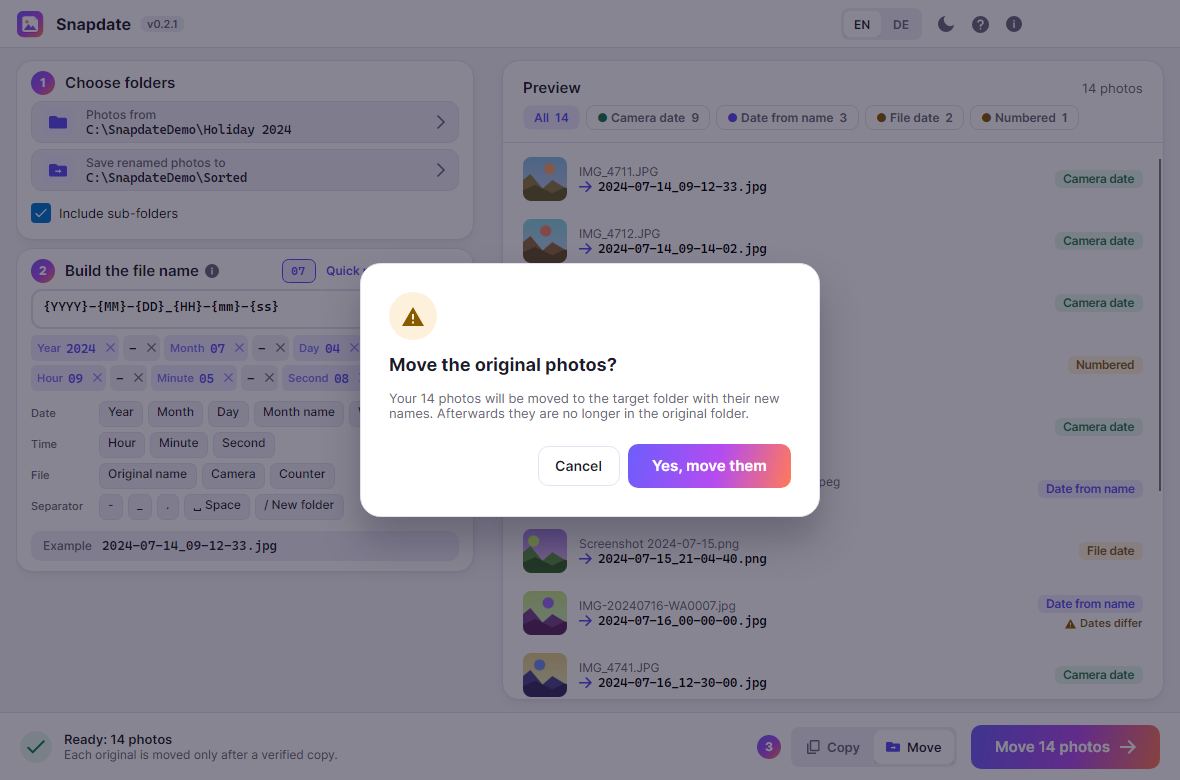 Snapdate v0.2.1
EN DE
1 Choose folders
Photos from
C:\SnapdateDemo\Holiday 2024
Save renamed photos to
C:\SnapdateDemo\Sorted
Include sub-folders
2 Build the file name
07 Quick
{YYYY}-{MM}-{DD}_{HH}-{mm}-{ss}
Year 2024 × - × Month 07 × - × Day 04 ×
Hour 09 × - × Minute 05 × - × Second 08
Date Year Month Day Month name
Time Hour Minute Second
File Original name Camera Counter
Separator - _ . ␣ Space / New folder
Example 2024-07-14_09-12-33.jpg
Preview
14 photos
All 14 Camera date 9 Date from name 3 File date 2 Numbered 1
IMG_4711.JPG
→ 2024-07-14_09-12-33.jpg
Camera date
IMG_4712.JPG
→ 2024-07-14_09-14-02.jpg
Camera date
Camera date
Numbered
Camera date
peg
Date from name
Screenshot 2024-07-15.png
→ 2024-07-15_21-04-40.png
File date
IMG-20240716-WA0007.jpg
→ 2024-07-16_00-00-00.jpg
Date from name
Dates differ
IMG_4741.JPG
→ 2024-07-16_12-30-00.jpg
Camera date
Move the original photos?
Your 14 photos will be moved to the target folder with their new
names. Afterwards they are no longer in the original folder.
Cancel Yes, move them
Ready: 14 photos
Each original is moved only after a verified copy.
3 Copy Move
Move 14 photos →